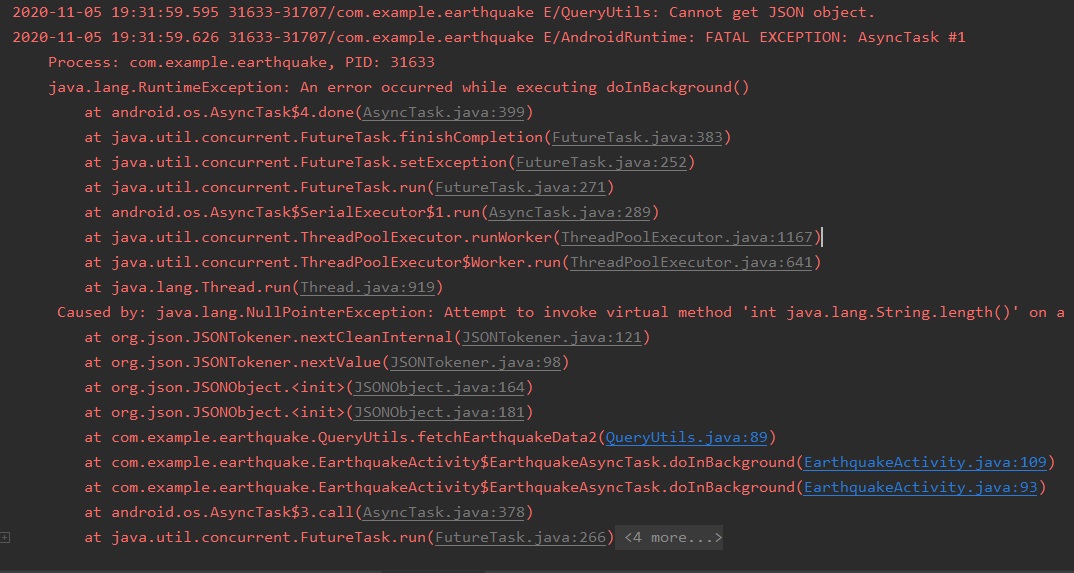 2020-11-05 19:31:59.595 31633-31707/com.example.earthquake E/QueryUtils: Cannot get JSON object.
2020-11-05 19:31:59.626 31633-31707/com.example.earthquake E/AndroidRuntime: FATAL EXCEPTION: AsyncTask #1
Process: com.example.earthquake, PID: 31633
java.lang.RuntimeException: An error occurred while executing doInBackground()
at android.os.AsyncTask$4.done(AsyncTask.java:399)
at java.util.concurrent.FutureTask.finishCompletion(FutureTask.java:383)
at java.util.concurrent.FutureTask.setException(FutureTask.java:252)
at java.util.concurrent.FutureTask.run(FutureTask.java:271)
at android.os.AsyncTask$SerialExecutor$1.run(AsyncTask.java:289)
at java.util.concurrent.ThreadPoolExecutor.runWorker(ThreadPoolExecutor.java:1167)
at java.util.concurrent.ThreadPoolExecutor$Worker.run(ThreadPoolExecutor.java:641)
at java.lang.Thread.run(Thread.java:919)
Caused by: java.lang.NullPointerException: Attempt to invoke virtual method 'int java.lang.String.length()' on a
at org.json.JSONTokener.nextCleanInternal(JSONTokener.java:121)
at org.json.JSONTokener.nextValue(JSONTokener.java:98)
at org.json.JSONObject.<init>(JSONObject.java:164)
at org.json.JSONObject.<init>(JSONObject.java:181)
at com.example.earthquake.QueryUtils.fetchEarthquakeData2(QueryUtils.java:89)
at com.example.earthquake.EarthquakeActivity$EarthquakeAsyncTask.doInBackground(EarthquakeActivity.java:109)
at com.example.earthquake.EarthquakeActivity$EarthquakeAsyncTask.doInBackground(EarthquakeActivity.java:93)
at android.os.AsyncTask$3.call(AsyncTask.java:378)
at java.util.concurrent.FutureTask.run(FutureTask.java:266) <4 more...>